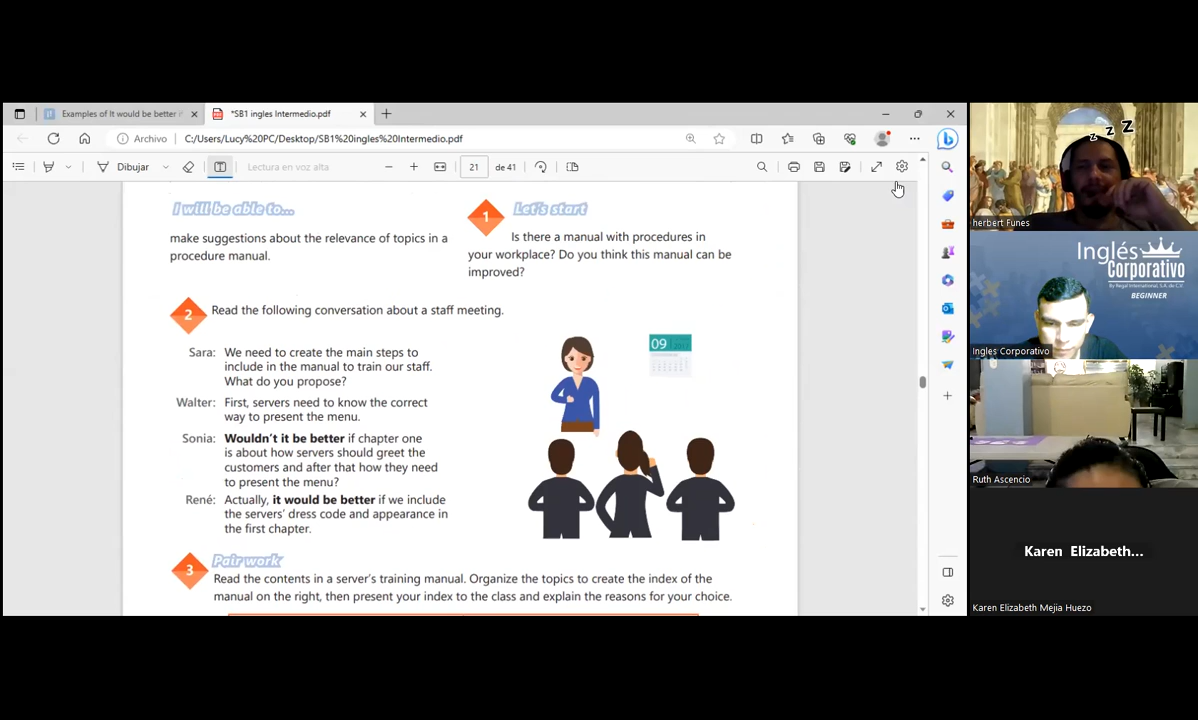 Examples of It would be better i
*SB1 ingles Intermedio.pdf
Archivo
C:/Users/Lucy%20PC/Desktop/SB1%20ingles%20Intermedio.pdf
Dibujar
Lectura en voz alta
21
de 41
I will be able to...
make suggestions about the relevance of topics in a
procedure manual.
1
Let's start
Is there a manual with procedures in
your workplace? Do you think this manual can be
improved?
2
Read the following conversation about a staff meeting.
Sara: We need to create the main steps to
include in the manual to train our staff.
What do you propose?
Walter: First, servers need to know the correct
way to present the menu.
Sonia: Wouldn't it be better if chapter one
is about how servers should greet the
customers and after that how they need
to present the menu?
René: Actually, it would be better if we include
the servers' dress code and appearance in
the first chapter.
09
3
Pair work
Read the contents in a server's training manual. Organize the topics to create the index of the
manual on the right, then present your index to the class and explain the reasons for your choice.
z z Z
herbert Funes
Inglés
Corporativo
By Regal International, S.A. de C.V.
BEGINNER
Ingles Corporativo
Ruth Ascencio
Karen Elizabeth...
Karen Elizabeth Mejia Huezo